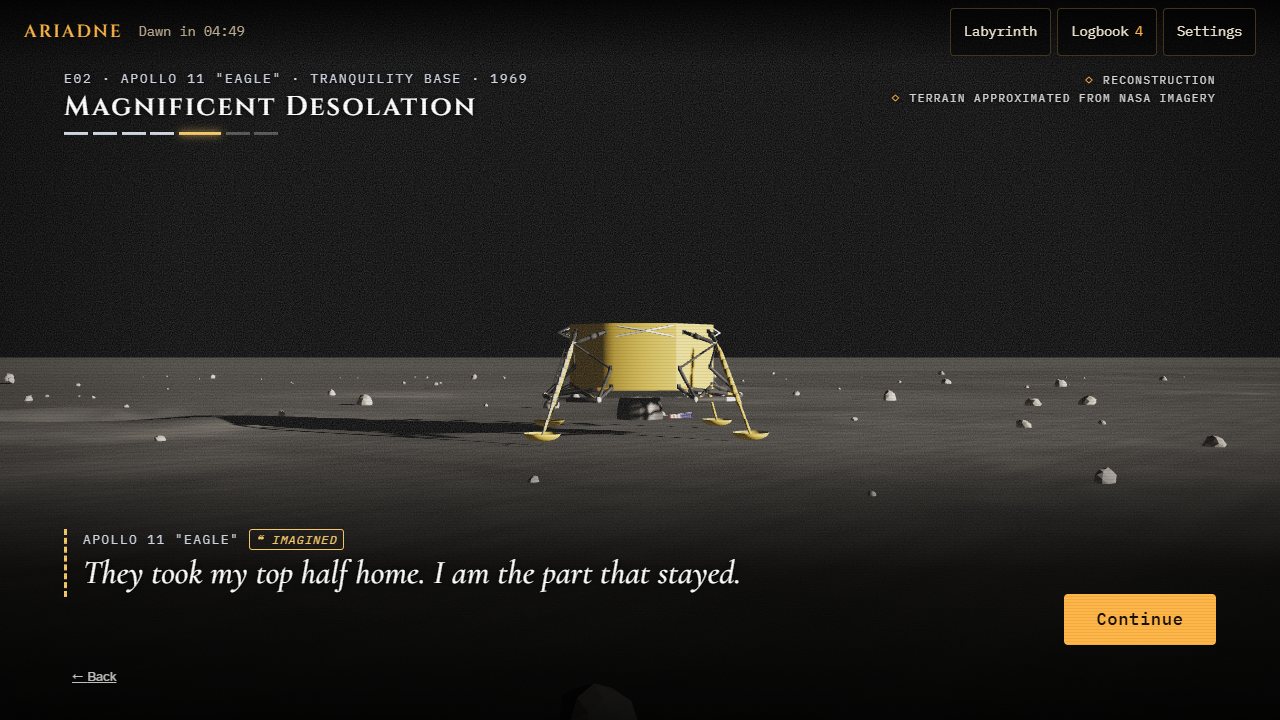 ARIADNE Dawn in 04:49 Labyrinth Logbook 4 Settings
E02 · APOLLO 11 "EAGLE" · TRANQUILITY BASE · 1969
Magnificent Desolation
◇ RECONSTRUCTION
◇ TERRAIN APPROXIMATED FROM NASA IMAGERY
APOLLO 11 "EAGLE" ❝ IMAGINED
They took my top half home. I am the part that stayed.
Continue
← Back